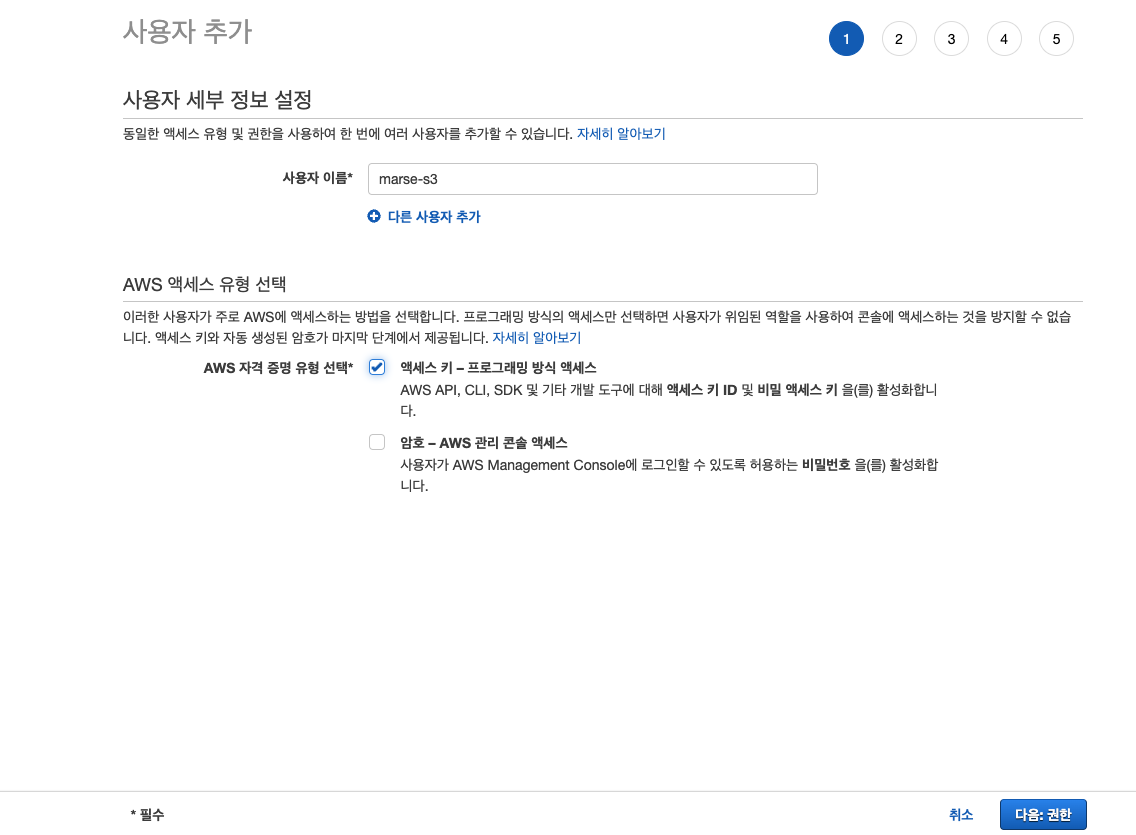 사용자 추가
1 2 3 4 5
사용자 세부 정보 설정
동일한 액세스 유형 및 권한을 사용하여 한 번에 여러 사용자를 추가할 수 있습니다. 자세히 알아보기
사용자 이름* marse-s3
다른 사용자 추가
AWS 액세스 유형 선택
이러한 사용자가 주로 AWS에 액세스하는 방법을 선택합니다. 프로그래밍 방식의 액세스만 선택하면 사용자가 위임된 역할을 사용하여 콘솔에 액세스하는 것을 방지할 수 없습
니다. 액세스 키와 자동 생성된 암호가 마지막 단계에서 제공됩니다. 자세히 알아보기
AWS 자격 증명 유형 선택* 액세스 키 – 프로그래밍 방식 액세스
AWS API, CLI, SDK 및 기타 개발 도구에 대해 액세스 키 ID 및 비밀 액세스 키 을(를) 활성화합니
다.
암호 – AWS 관리 콘솔 액세스
사용자가 AWS Management Console에 로그인할 수 있도록 허용하는 비밀번호 을(를) 활성화합
니다.
* 필수 취소 다음: 권한